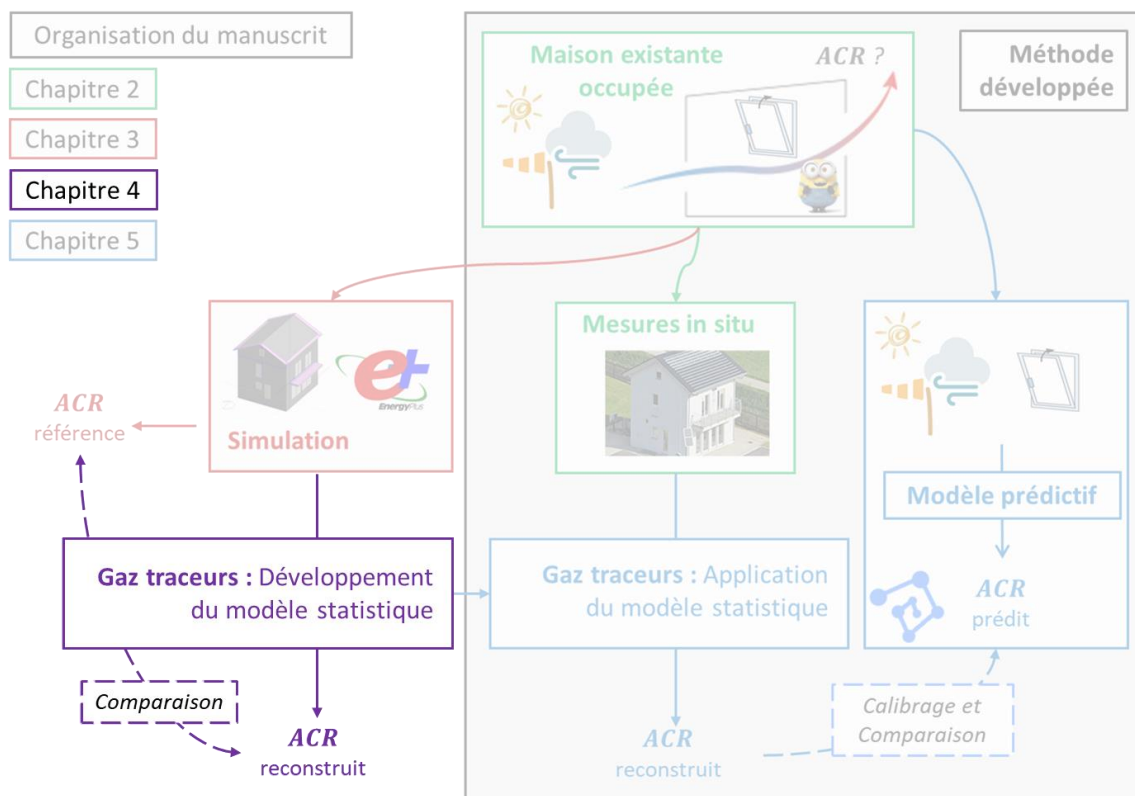 Organisation du manuscrit
Chapitre 2
Chapitre 3
Chapitre 4
Chapitre 5
Méthode
développée
Maison existante
occupée
ACR ?
Simulation
e+
EnergyPlus
ACR
référence
Mesures in situ
Modèle prédictif
ACR
prédit
Gaz traceurs : Développement
du modèle statistique
Gaz traceurs : Application
du modèle statistique
Comparaison
ACR
reconstruit
ACR
reconstruit
Calibrage et
Comparaison